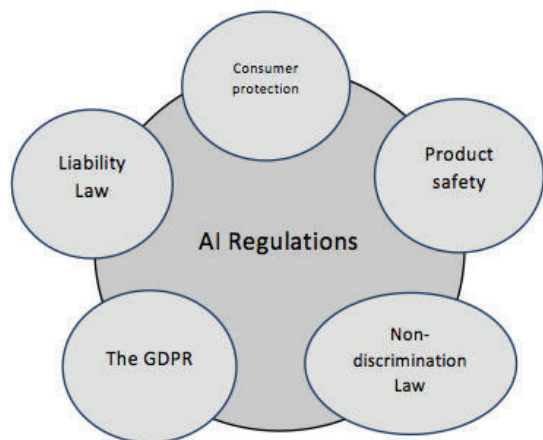 Consumer
protection
Liability
Law
Product
safety
AI Regulations
The GDPR
Non-
discrimination
Law